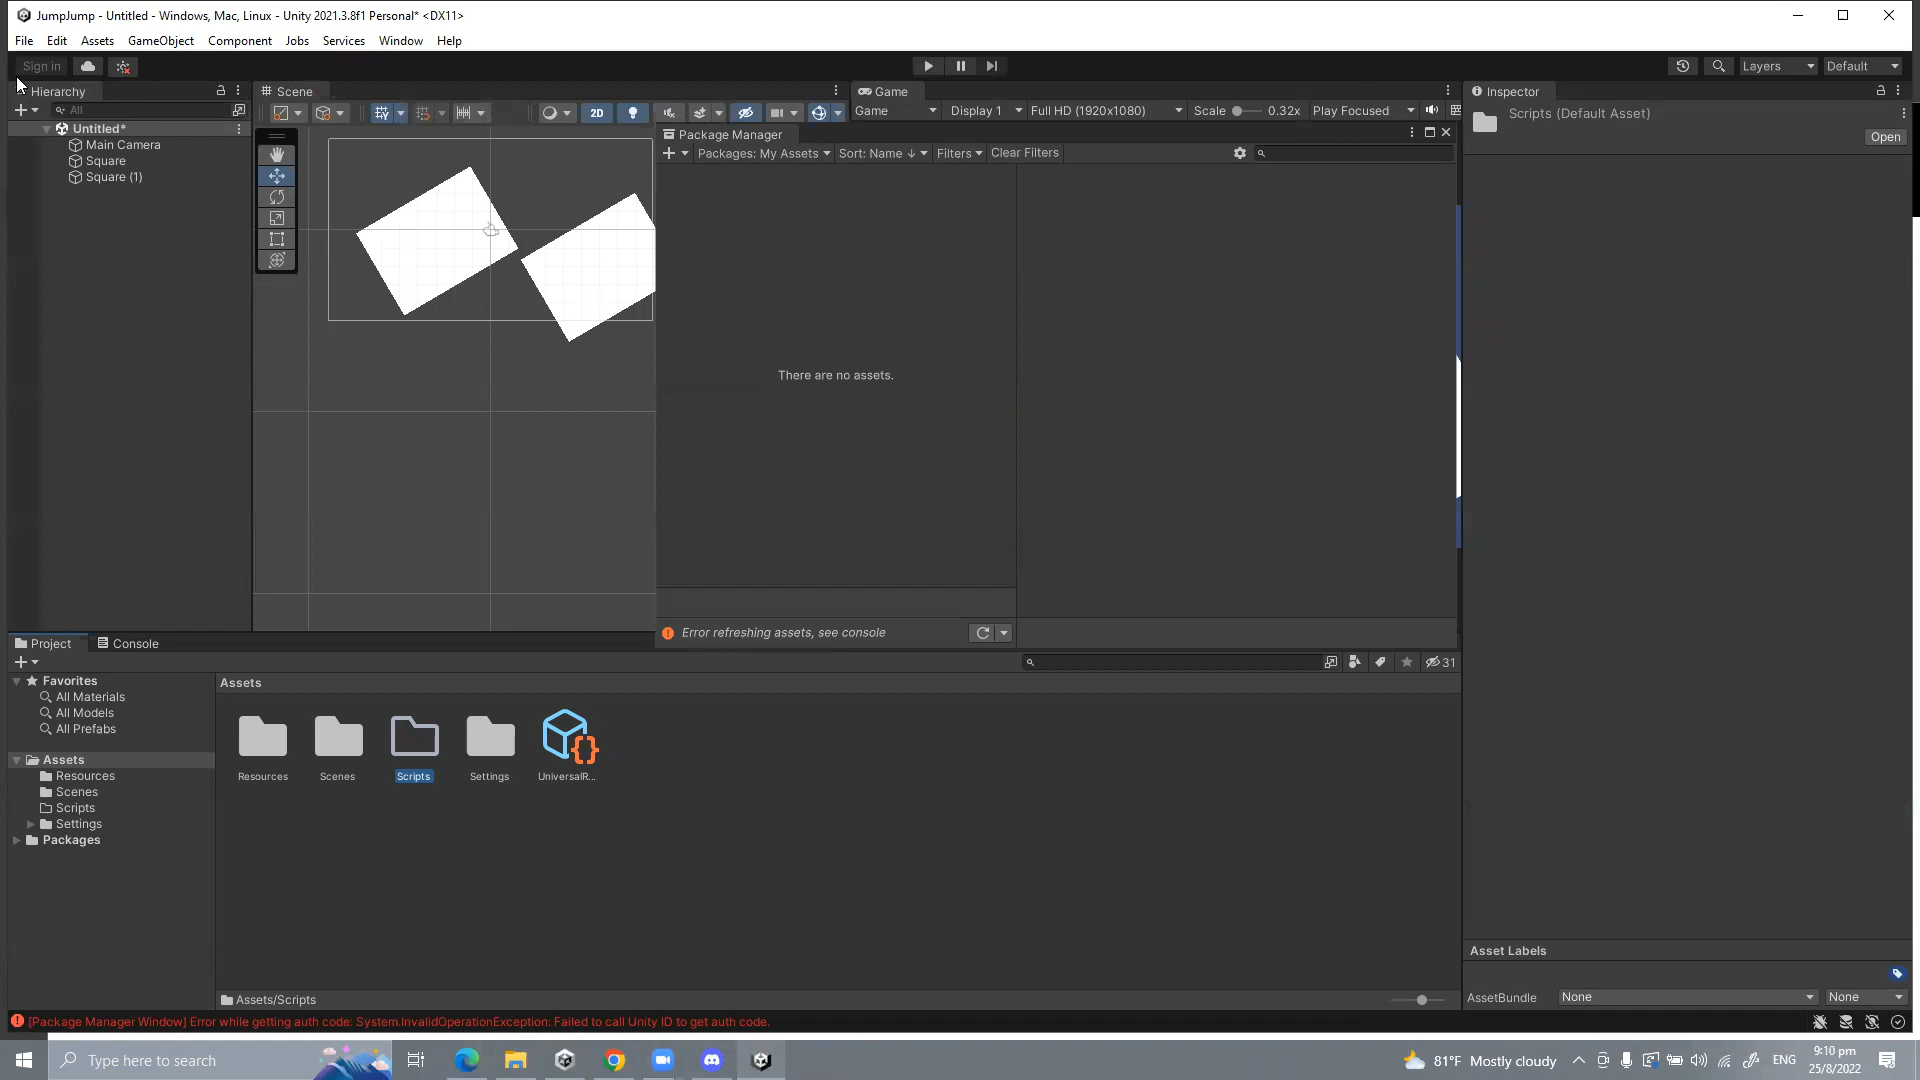 JumpJump - Untitled - Windows, Mac, Linux - Unity 2021.3.8f1 Personal* <DX11>
File Edit Assets GameObject Component Jobs Services Window Help
Sign in
Layers
Default
Hierarchy
Scene
Game
Inspector
All
2D
Game
Display 1
Full HD (1920x1080)
Scale
0.32x
Play Focused
Scripts (Default Asset)
Open
Untitled*
Main Camera
Square
Square (1)
Package Manager
Packages: My Assets
Sort: Name ↓
Filters
Clear Filters
There are no assets.
Error refreshing assets, see console
Project
Console
31
Favorites
All Materials
All Models
All Prefabs
Assets
Resources
Scenes
Scripts
Settings
Packages
Assets
Resources
Scenes
Scripts
Settings
UniversalR...
Assets/Scripts
Asset Labels
AssetBundle
None
None
[Package Manager Window] Error while getting auth code: System.InvalidOperationException: Failed to call Unity ID to get auth code.
Type here to search
81°F Mostly cloudy
ENG
9:10 pm
25/8/2022